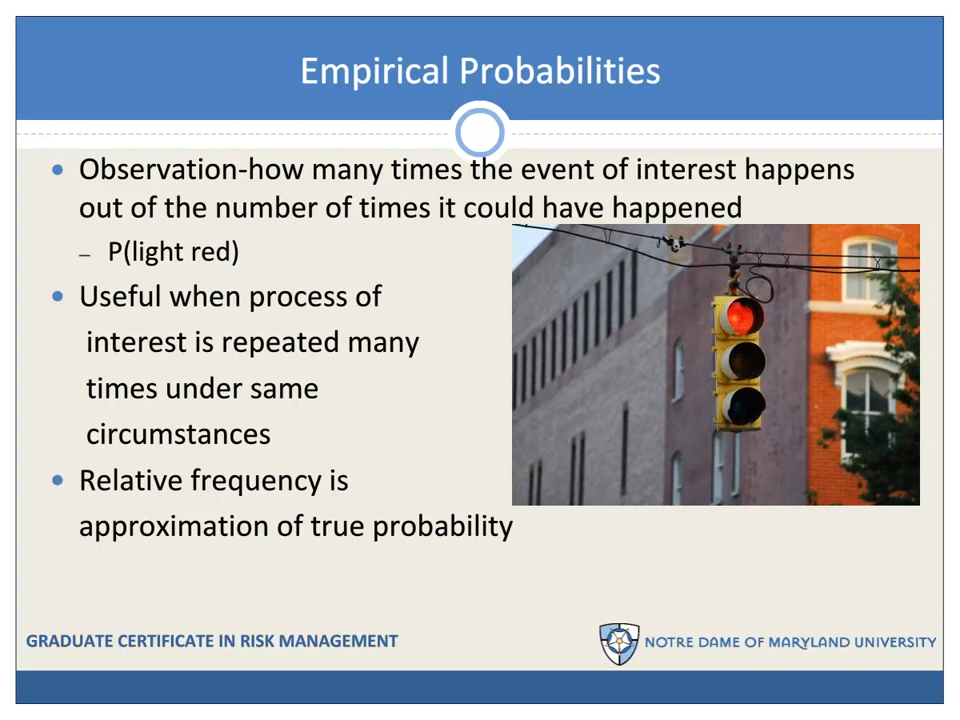 Empirical Probabilities
• Observation-how many times the event of interest happens
out of the number of times it could have happened
– P(light red)
• Useful when process of
interest is repeated many
times under same
circumstances
• Relative frequency is
approximation of true probability
GRADUATE CERTIFICATE IN RISK MANAGEMENT
NOTRE DAME OF MARYLAND UNIVERSITY